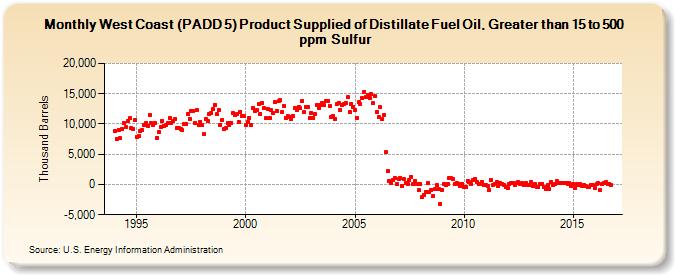 Monthly West Coast (PADD 5) Product Supplied of Distillate Fuel Oil, Greater than 15 to 500
ppm Sulfur
Thousand Barrels
20,000
15,000
10,000
5,000
0
-5,000
1995
2000
2005
2010
2015
Source: U.S. Energy Information Administration